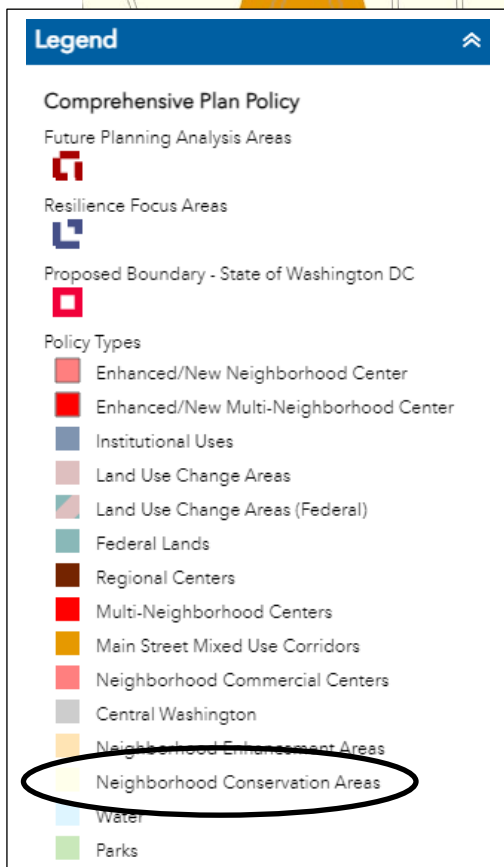 Legend
Comprehensive Plan Policy
Future Planning Analysis Areas
Resilience Focus Areas
Proposed Boundary - State of Washington DC
Policy Types
Enhanced/New Neighborhood Center
Enhanced/New Multi-Neighborhood Center
Institutional Uses
Land Use Change Areas
Land Use Change Areas (Federal)
Federal Lands
Regional Centers
Multi-Neighborhood Centers
Main Street Mixed Use Corridors
Neighborhood Commercial Centers
Central Washington
Neighborhood Enhancement Areas
Neighborhood Conservation Areas
Water
Parks